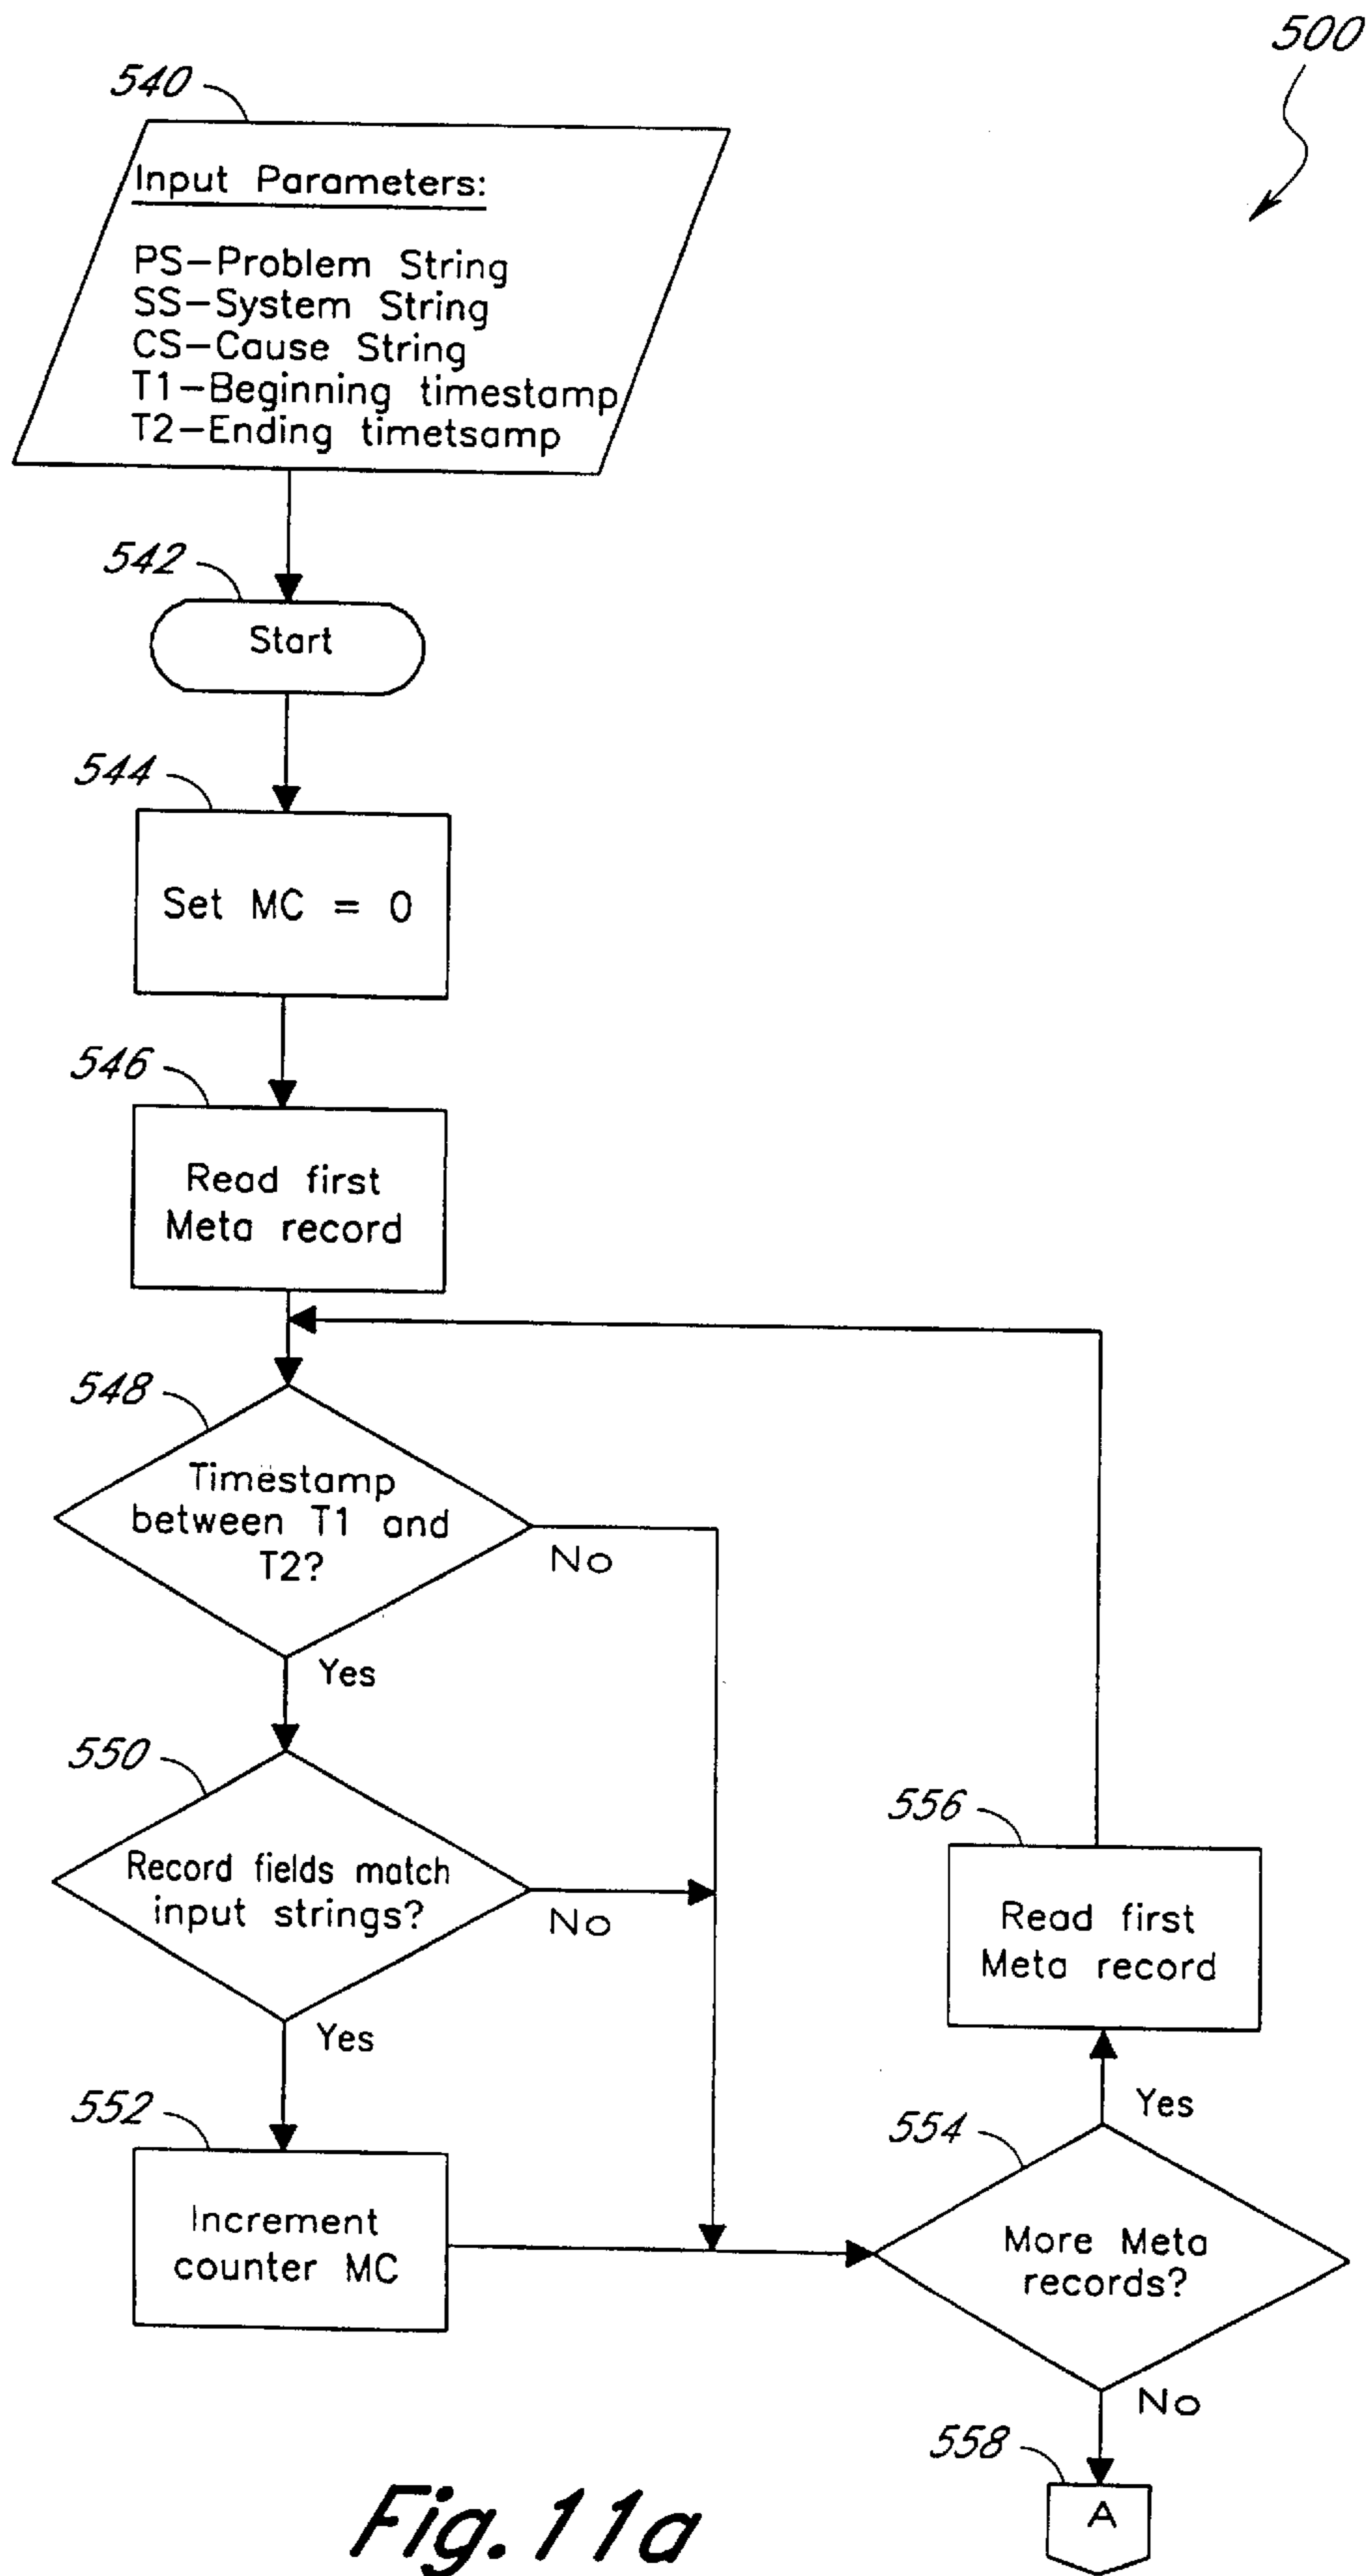 500
540
Input Parameters:
PS-Problem String
SS-System String
CS-Cause String
T1-Beginning timestamp
T2-Ending timetsamp
542
Start
544
Set MC = 0
546
Read first
Meta record
548
Timestamp
between T1 and
T2?
No
Yes
550
Record fields match
input strings?
No
Yes
552
Increment
counter MC
556
Read first
Meta record
554
Yes
More Meta
records?
No
558
A
Fig. 11a